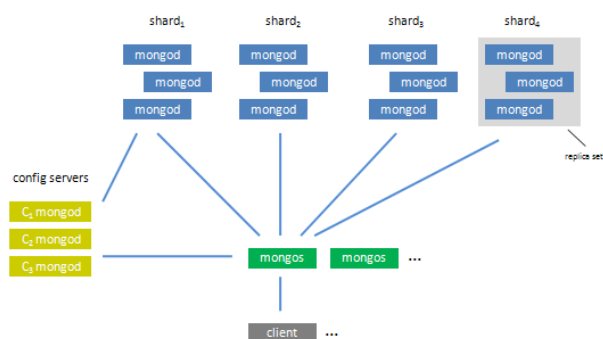 shard1 shard2 shard3 shard4
mongod mongod mongod mongod
mongod mongod mongod mongod
mongod mongod mongod mongod
replica set
config servers
C1 mongod
C2 mongod
C3 mongod
mongos mongos ...
client ...